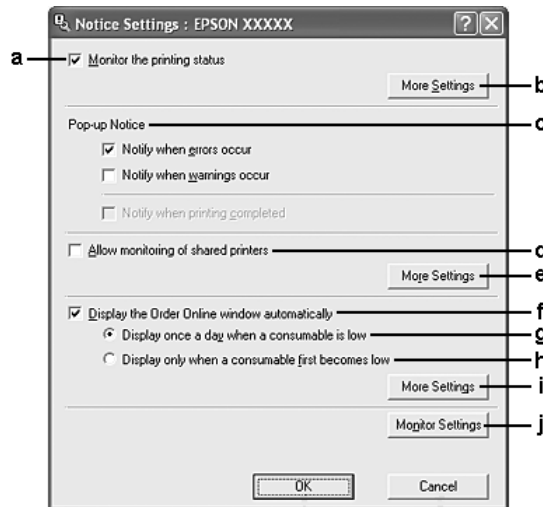 Notice Settings : EPSON XXXXX
a
Monitor the printing status
More Settings
b
Pop-up Notice
c
Notify when errors occur
Notify when warnings occur
Notify when printing completed
Allow monitoring of shared printers
d
More Settings
e
Display the Order Online window automatically
f
Display once a day when a consumable is low
g
Display only when a consumable first becomes low
h
More Settings
i
Monitor Settings
j
OK
Cancel